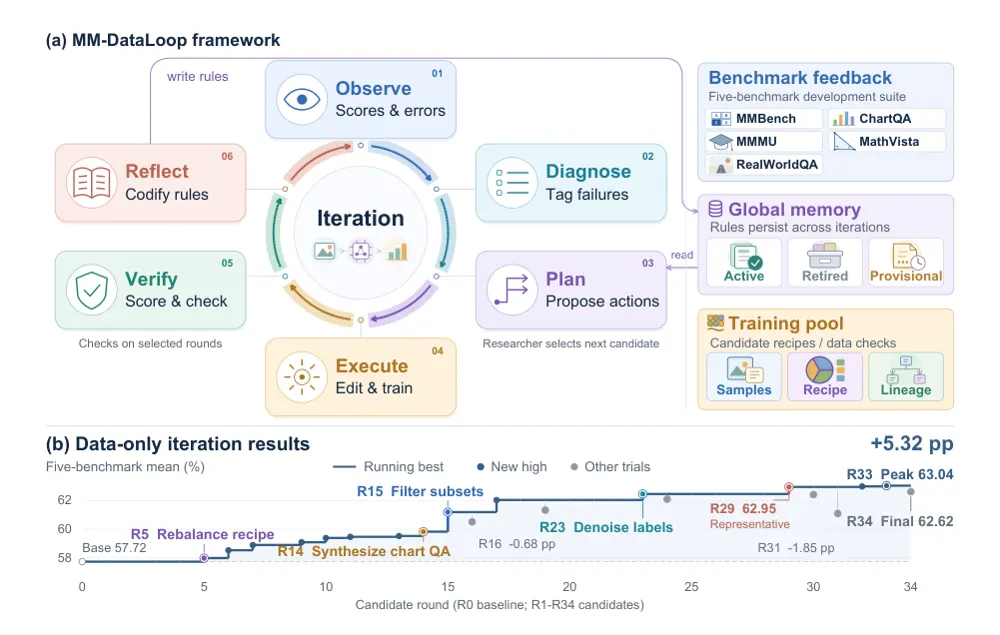 (a) MM-DataLoop framework
write rules
01
Observe
Scores & errors
06
Reflect
Codify rules
02
Diagnose
Tag failures
Iteration
05
Verify
Score & check
Checks on selected rounds
03
Plan
Propose actions
Researcher selects next candidate
read
04
Execute
Edit & train
Benchmark feedback
Five-benchmark development suite
MMBench
ChartQA
MMMU
MathVista
RealWorldQA
Global memory
Rules persist across iterations
Active
Retired
Provisional
Training pool
Candidate recipes / data checks
Samples
Recipe
Lineage
(b) Data-only iteration results
+5.32 pp
Five-benchmark mean (%)
Running best
New high
Other trials
R33 Peak 63.04
R15 Filter subsets
62
R29 62.95
Representative
R34 Final 62.62
60
R23 Denoise labels
R5 Rebalance recipe
Base 57.72
R14 Synthesize chart QA
R16 -0.68 pp
R31 -1.85 pp
58
0 5 10 15 20 25 30 34
Candidate round (R0 baseline; R1-R34 candidates)